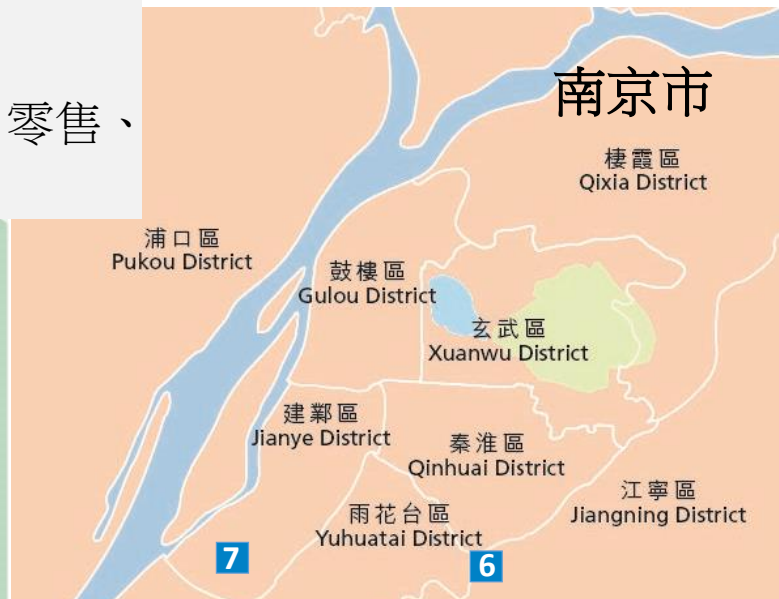 零售、
南京市
棲霞區
Qixia District
浦口區
Pukou District
鼓樓區
Gulou District
玄武區
Xuanwu District
建鄴區
Jianye District
秦淮區
Qinhuai District
江寧區
Jiangning District
雨花台區
Yuhuatai District
7
6